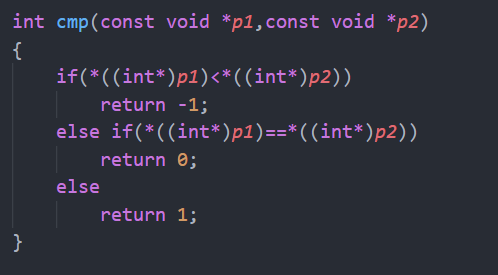 int cmp(const void *p1,const void *p2)
{
    if(*((int*)p1)<*((int*)p2))
        return -1;
    else if(*((int*)p1)==*((int*)p2))
        return 0;
    else
        return 1;
}